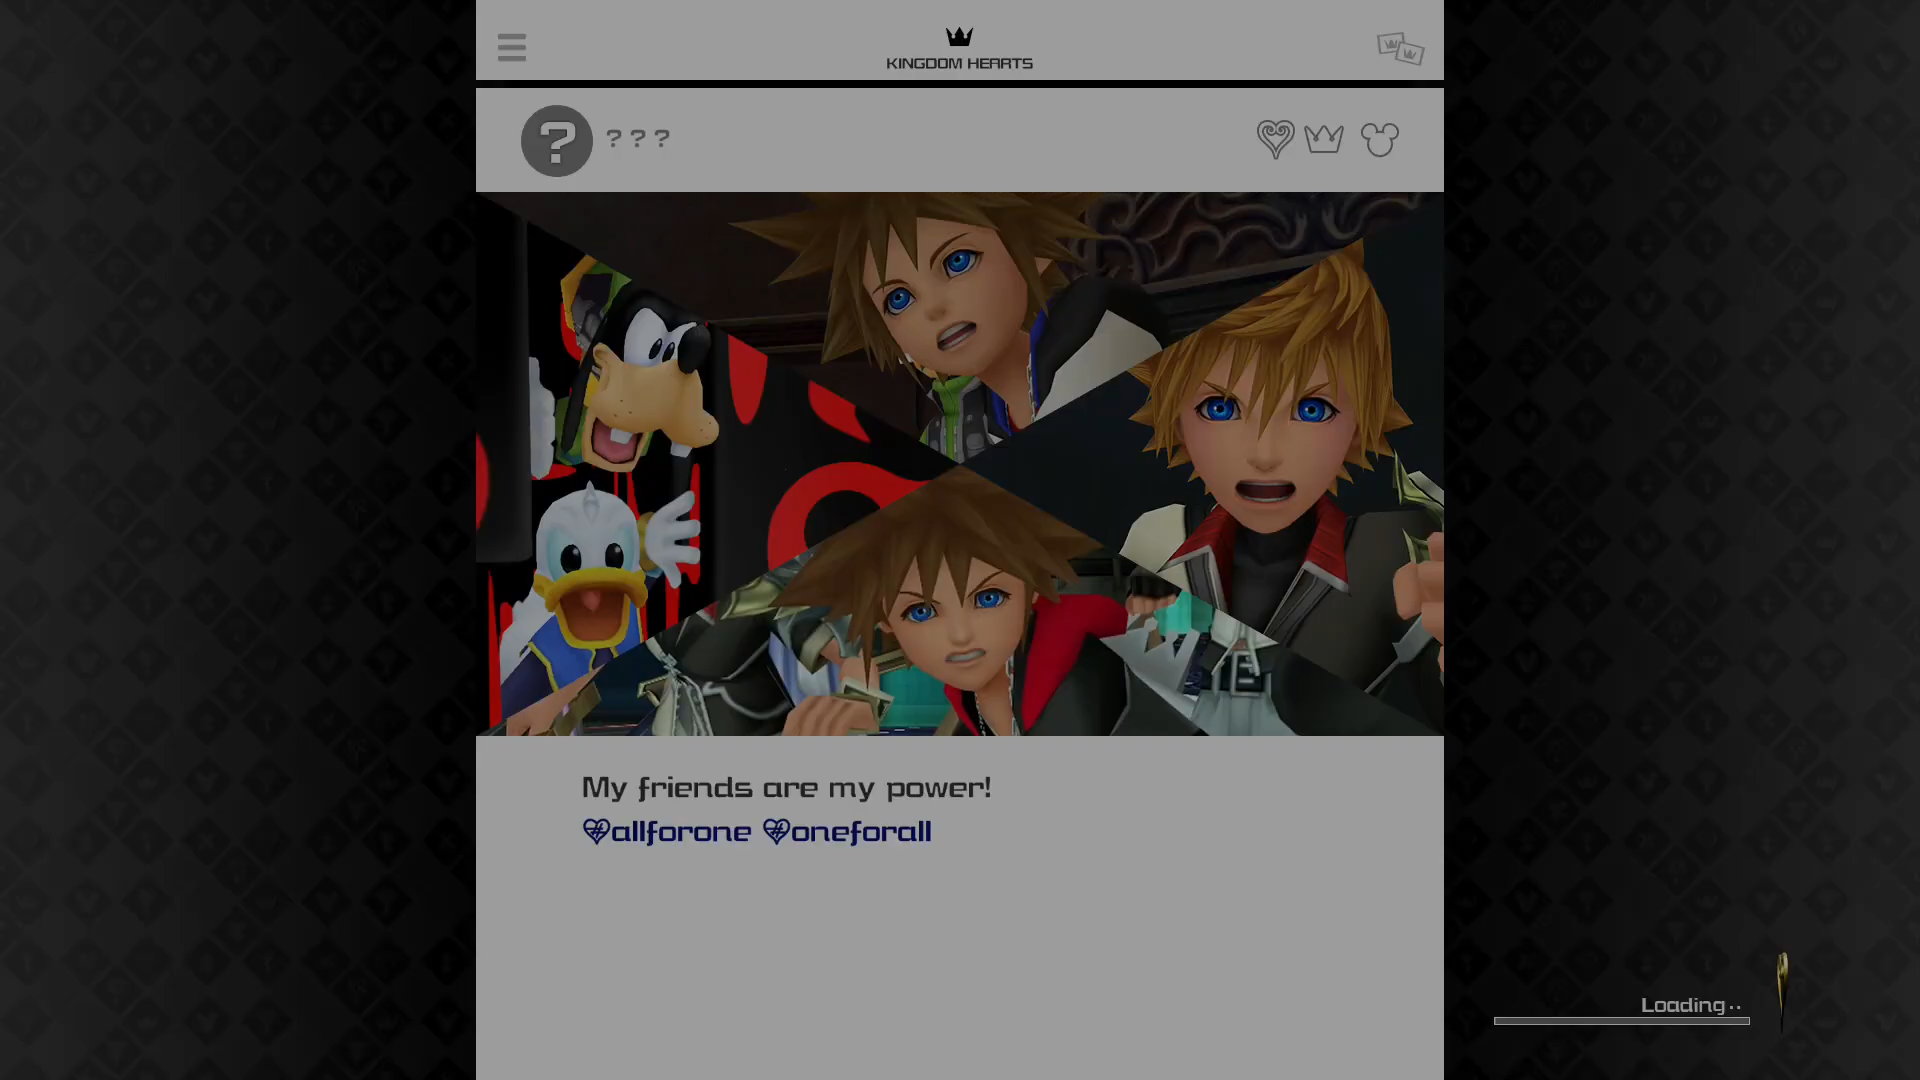 KINGDOM HEARTS
? ? ? ?
My friends are my power!
#allforone #oneforall
Loading..